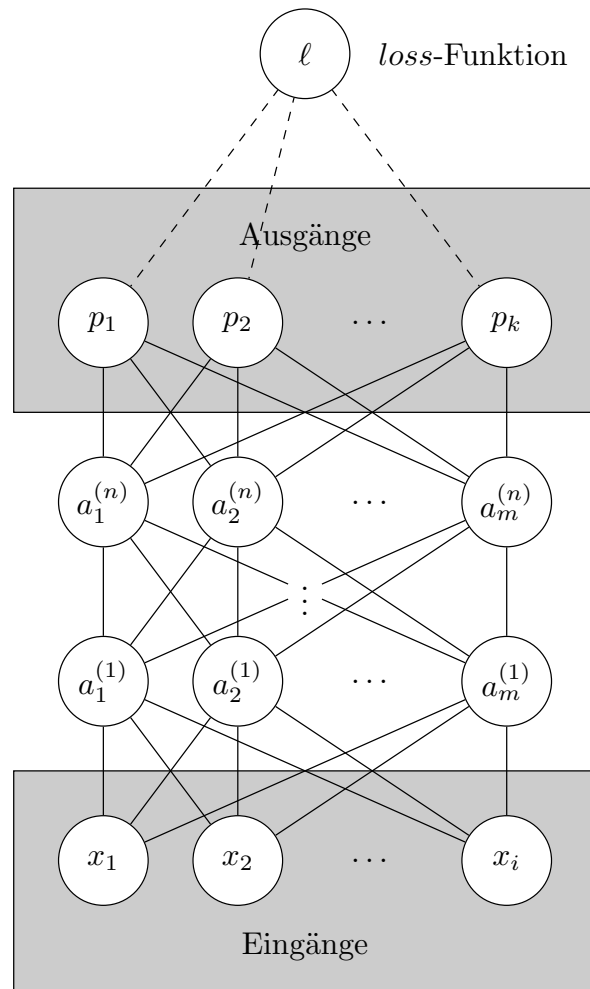 ℓ loss-Funktion
Ausgänge
p₁ p₂ ⋯ pₖ
a₁⁽ⁿ⁾ a₂⁽ⁿ⁾ ⋯ aₘ⁽ⁿ⁾
⋮
a₁⁽¹⁾ a₂⁽¹⁾ ⋯ aₘ⁽¹⁾
x₁ x₂ ⋯ xᵢ
Eingänge